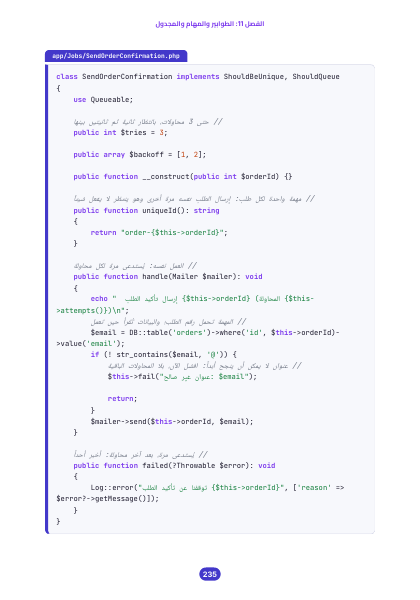 الفصل 11: الطوابير والمهام والمجدول
app/Jobs/SendOrderConfirmation.php
class SendOrderConfirmation implements ShouldBeUnique, ShouldQueue
{
use Queueable;
// حتى 3 محاولات، بانتظار ثانية ثم ثانيتين بينها
public int $tries = 3;
public array $backoff = [1, 2];
public function __construct(public int $orderId) {}
// مهمة واحدة لكل طلب: إرسال الطلب نفسه مرة أخرى وهو ينتظر لا يفعل شيئاً
public function uniqueId(): string
{
return "order-{$this->orderId}";
}
// العمل نفسه: يُستدعى مرة لكل محاولة
public function handle(Mailer $mailer): void
{
echo "  إرسال تأكيد الطلب {$this->orderId} (المحاولة {$this-
>attempts()})\n";
// المهمة تحمل رقم الطلب؛ والبيانات تُقرأ حين تعمل
$email = DB::table('orders')->where('id', $this->orderId)-
>value('email');
if (! str_contains($email, '@')) {
// عنوان لا يمكن أن ينجح أبداً: افشل الآن، بلا المحاولات الباقية
$this->fail("عنوان غير صالح: $email");
return;
}
$mailer->send($this->orderId, $email);
}
// يُستدعى مرة، بعد آخر محاولة: أخبر أحداً
public function failed(?Throwable $error): void
{
Log::error("توقفنا عن تأكيد الطلب {$this->orderId}", ['reason' =>
$error?->getMessage()]);
}
}
235